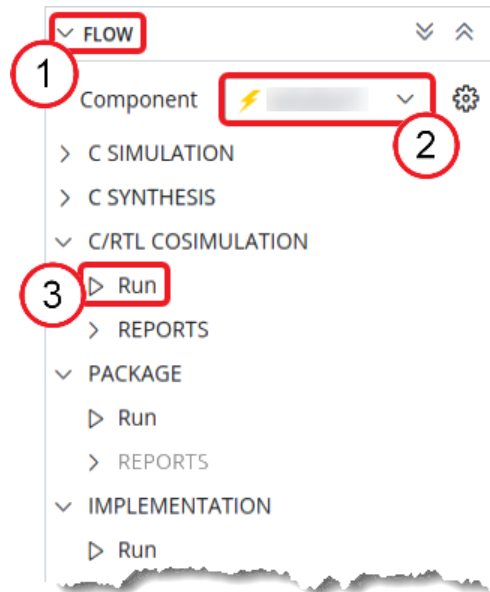 FLOW
1
Component
2
C SIMULATION
C SYNTHESIS
C/RTL COSIMULATION
3 Run
REPORTS
PACKAGE
Run
REPORTS
IMPLEMENTATION
Run